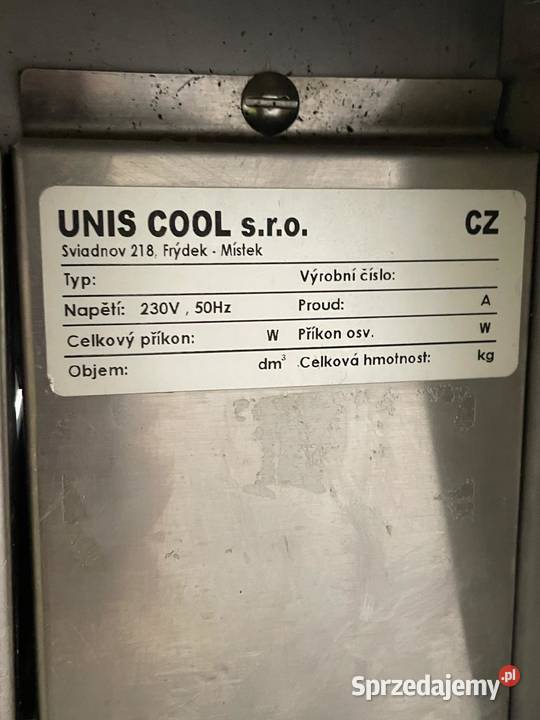 UNIS COOL s.r.o. CZ
Sviadnov 218, Frýdek - Místek
Typ: Výrobní číslo:
Napětí: 230V , 50Hz Proud: A
Celkový příkon: W Příkon osv. W
Objem: dm³ .Celková hmotnost: kg
Sprzedajemy.pl